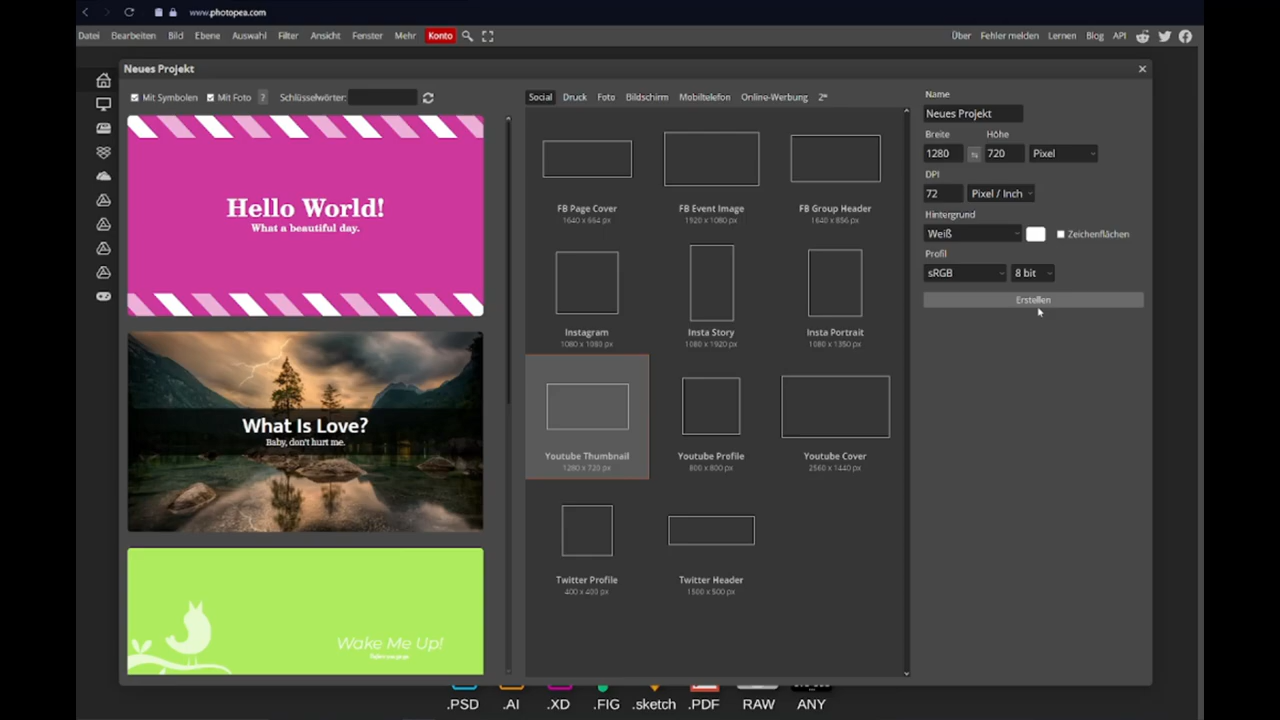 www.photopea.com
Datei Bearbeiten Bild Ebene Auswahl Filter Ansicht Fenster Mehr Konto Über Fehler melden Lernen Blog API
Neues Projekt
Mit Symbolen Mit Foto ? Schlüsselwörter:
Social Druck Foto Bildschirm Mobiltelefon Online-Werbung 2ⁿ
Hello World!
What a beautiful day.
What Is Love?
Baby, don't hurt me.
Wake Me Up!
FB Page Cover FB Event Image FB Group Header
1640 x 664 px 1920 x 1080 px 1640 x 856 px
Instagram Insta Story Insta Portrait
1080 x 1080 px 1080 x 1920 px 1080 x 1350 px
Youtube Thumbnail Youtube Profile Youtube Cover
1280 x 720 px 800 x 800 px 2560 x 1440 px
Twitter Profile Twitter Header
400 x 400 px 1500 x 500 px
Name
Neues Projekt
Breite Höhe
1280 720 Pixel
DPI
72 Pixel / Inch
Hintergrund
Weiß Zeichenflächen
Profil
sRGB 8 bit
Erstellen
.PSD .AI .XD .FIG .sketch .PDF RAW ANY